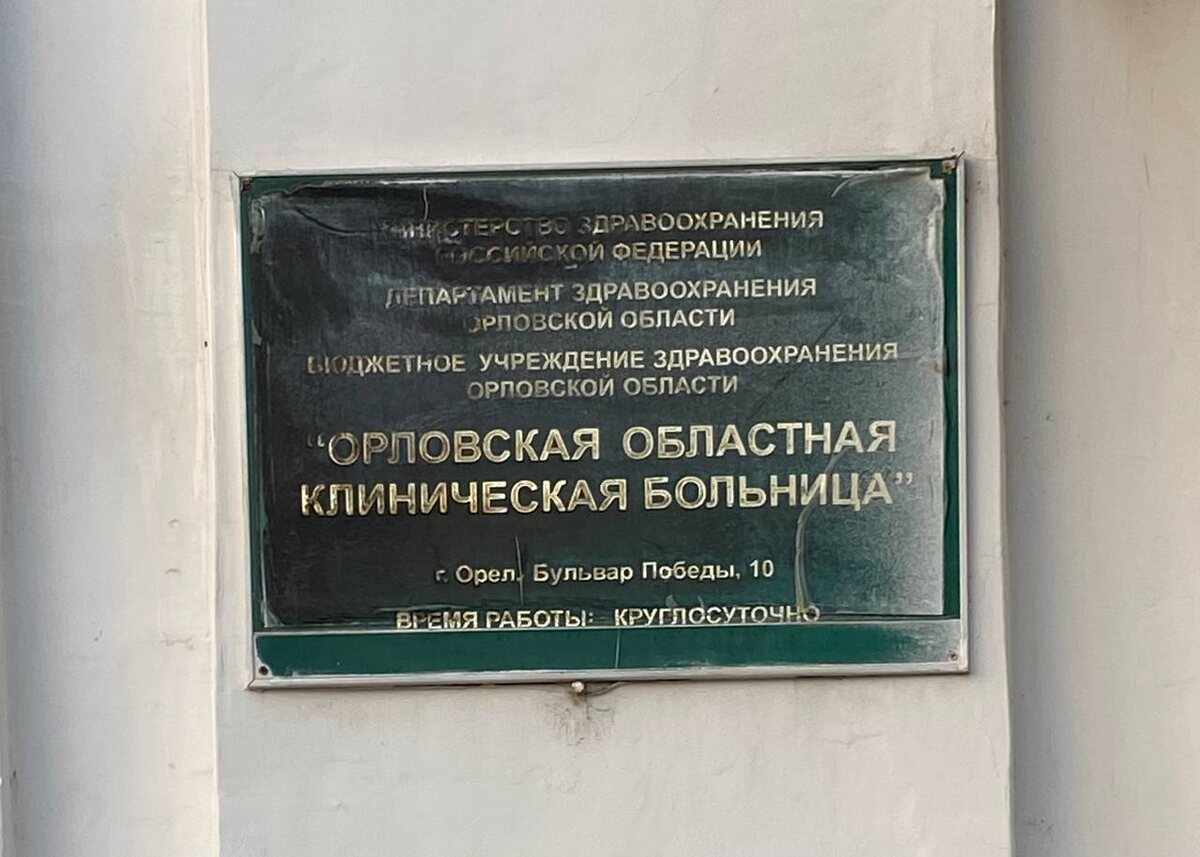 МИНИСТЕРСТВО ЗДРАВООХРАНЕНИЯ
РОССИЙСКОЙ ФЕДЕРАЦИИ
ДЕПАРТАМЕНТ ЗДРАВООХРАНЕНИЯ
ОРЛОВСКОЙ ОБЛАСТИ
БЮДЖЕТНОЕ УЧРЕЖДЕНИЕ ЗДРАВООХРАНЕНИЯ
ОРЛОВСКОЙ ОБЛАСТИ
“ОРЛОВСКАЯ ОБЛАСТНАЯ
КЛИНИЧЕСКАЯ БОЛЬНИЦА”
г. Орел, Бульвар Победы, 10
ВРЕМЯ РАБОТЫ: КРУГЛОСУТОЧНО